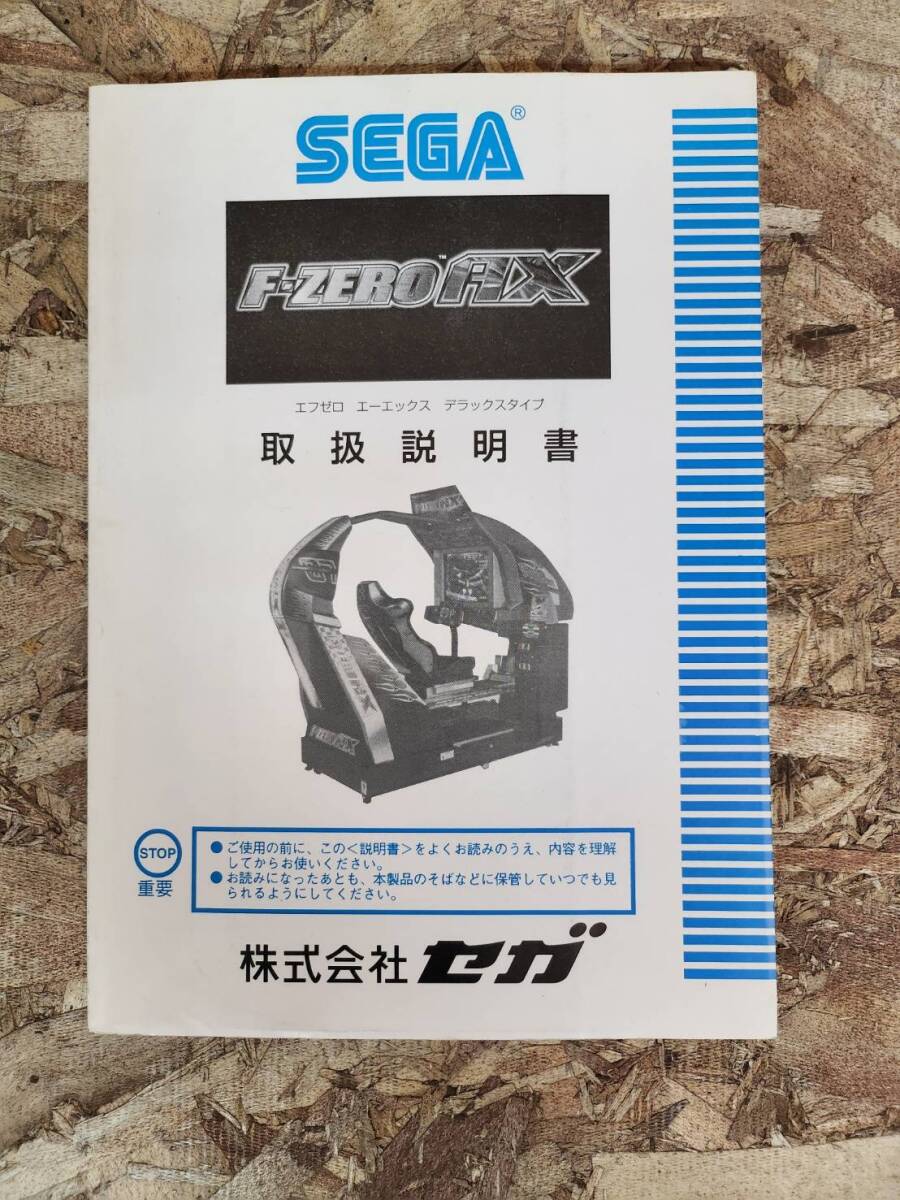 SEGA®
F-ZERO™AX
エフゼロ エーエックス デラックスタイプ
取扱説明書
F-ZERO AX
STOP
重要
●ご使用の前に、この＜説明書＞をよくお読みのうえ、内容を理解
してからお使いください。
●お読みになったあとも、本製品のそばなどに保管していつでも見
られるようにしてください。
株式会社 セガ